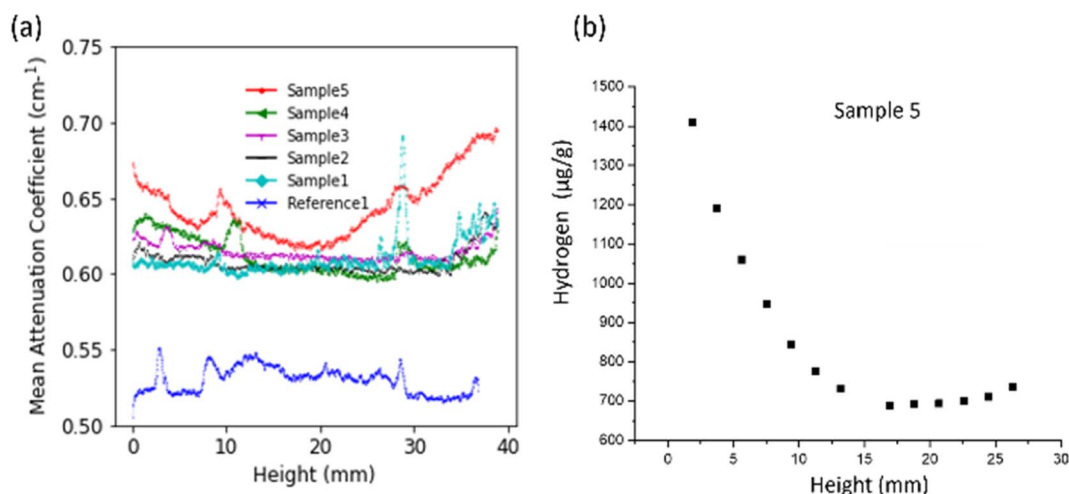 (a)
Mean Attenuation Coefficient (cm⁻¹)
0.75
0.70
0.65
0.60
0.55
0.50
Sample5
Sample4
Sample3
Sample2
Sample1
Reference1
0 10 20 30 40
Height (mm)
(b)
Hydrogen (µg/g)
1500
1400
1300
1200
1100
1000
900
800
700
600
Sample 5
0 5 10 15 20 25 30
Height (mm)